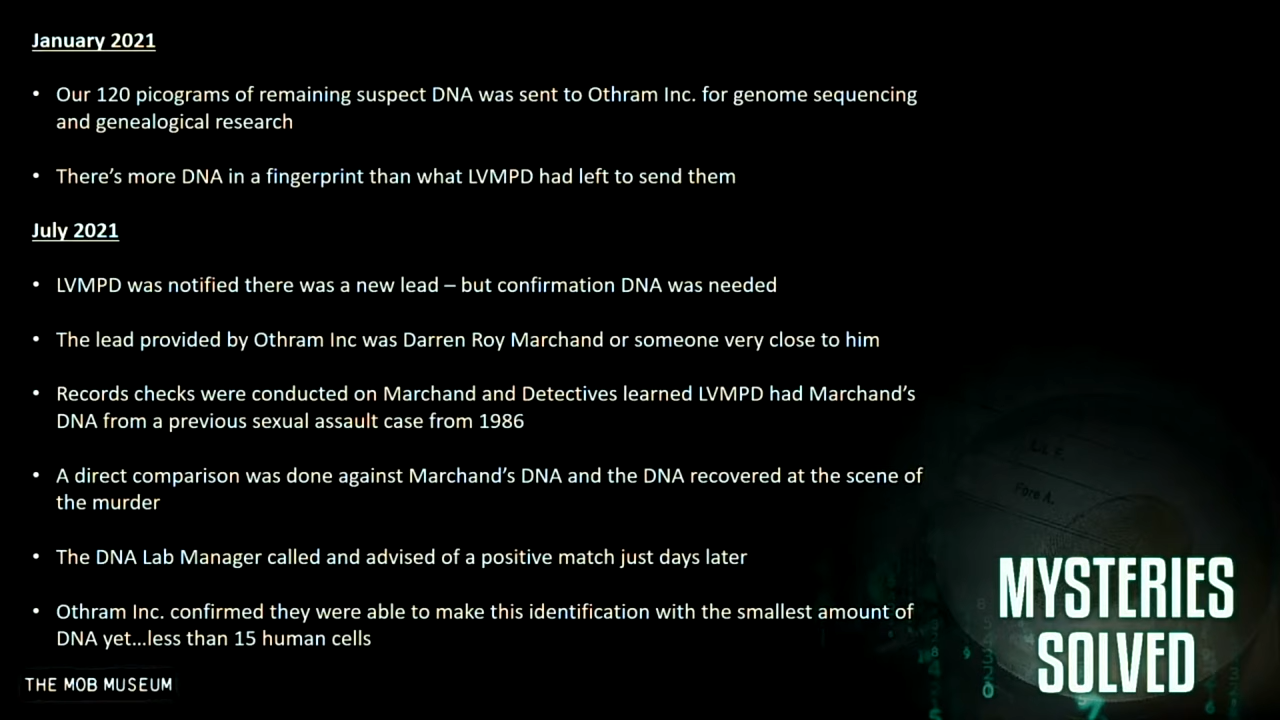 January 2021
• Our 120 picograms of remaining suspect DNA was sent to Othram Inc. for genome sequencing
and genealogical research
• There's more DNA in a fingerprint than what LVMPD had left to send them
July 2021
• LVMPD was notified there was a new lead – but confirmation DNA was needed
• The lead provided by Othram Inc was Darren Roy Marchand or someone very close to him
• Records checks were conducted on Marchand and Detectives learned LVMPD had Marchand's
DNA from a previous sexual assault case from 1986
• A direct comparison was done against Marchand's DNA and the DNA recovered at the scene of
the murder
• The DNA Lab Manager called and advised of a positive match just days later
• Othram Inc. confirmed they were able to make this identification with the smallest amount of
DNA yet...less than 15 human cells
Fore A.
MYSTERIES
SOLVED
THE MOB MUSEUM